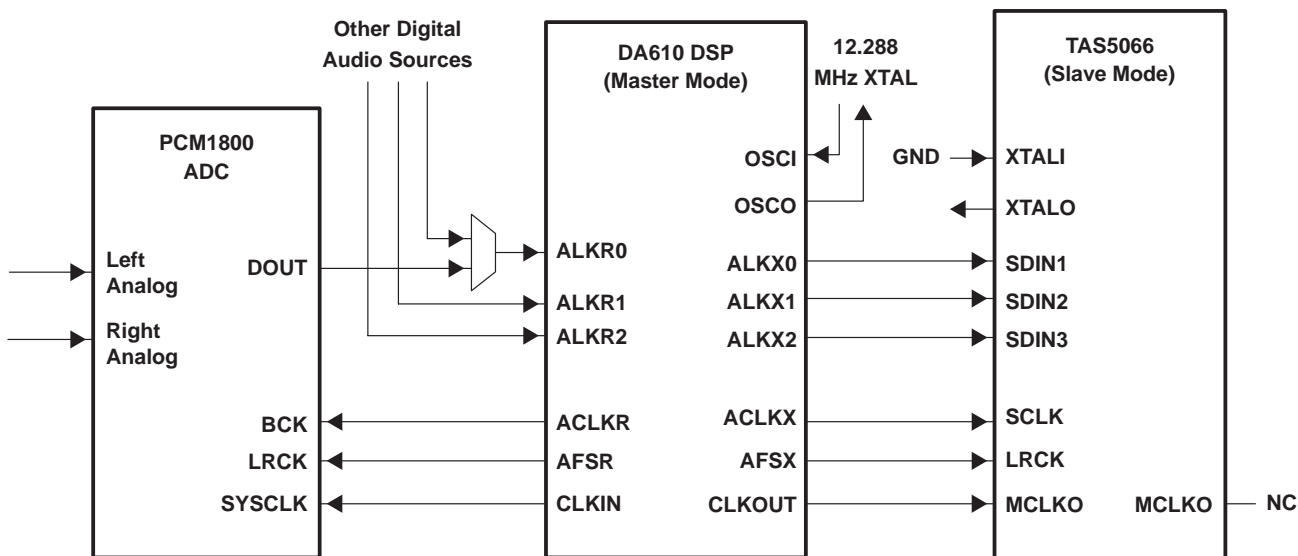 Other Digital
Audio Sources
PCM1800
ADC
Left
Analog
Right
Analog
DOUT
BCK
LRCK
SYSCLK
DA610 DSP
(Master Mode)
ALKR0
ALKR1
ALKR2
ACLKR
AFSR
CLKIN
OSCI
OSCO
ALKX0
ALKX1
ALKX2
ACLKX
AFSX
CLKOUT
12.288
MHz XTAL
GND
TAS5066
(Slave Mode)
XTALI
XTALO
SDIN1
SDIN2
SDIN3
SCLK
LRCK
MCLKO
MCLKO
NC